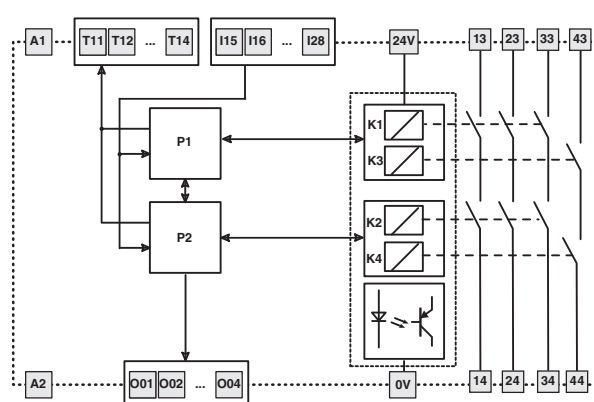 A1 T11 T12 ... T14 I15 I16 ... I28 24V 13 23 33 43
K1
P1
K3
K2
P2
K4
A2 O01 O02 ... O04 0V 14 24 34 44